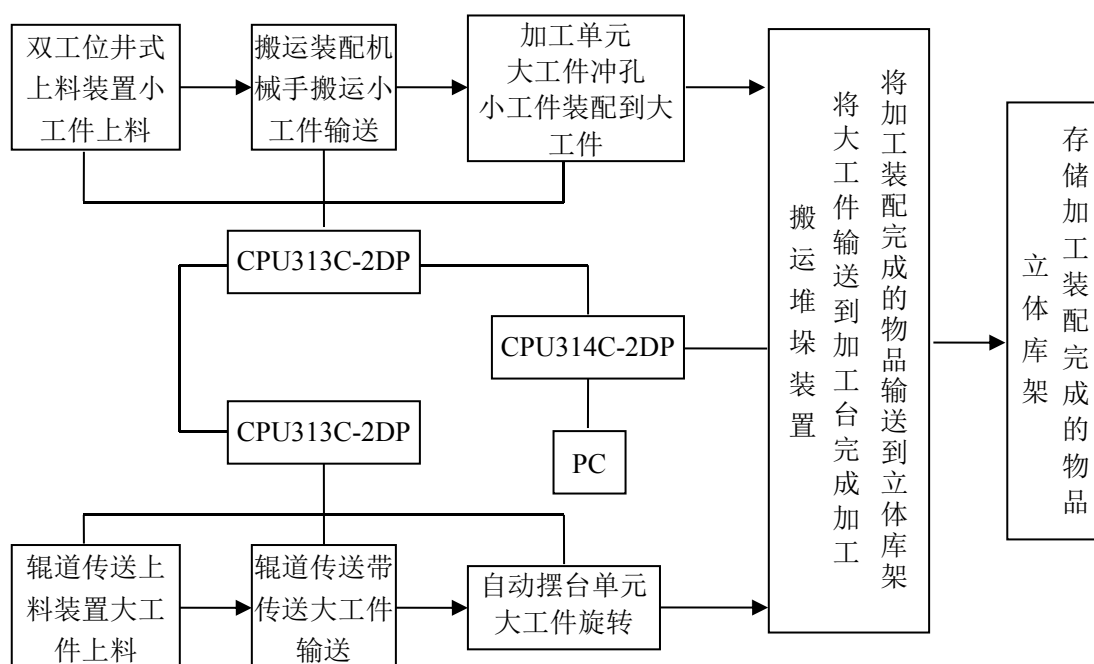 双工位井式
上料装置小
工件上料
搬运装配机
械手搬运小
工件输送
加工单元
大工件冲孔
小工件装配到大
工件
CPU313C-2DP
CPU314C-2DP
CPU313C-2DP
PC
辊道传送上
料装置大工
件上料
辊道传送带
传送大工件
输送
自动摆台单元
大工件旋转
搬运堆垛装置
将大工件输送到加工台完成加工
将加工装配完成的物品输送到立体库架
立体库架
存储加工装配完成的物品